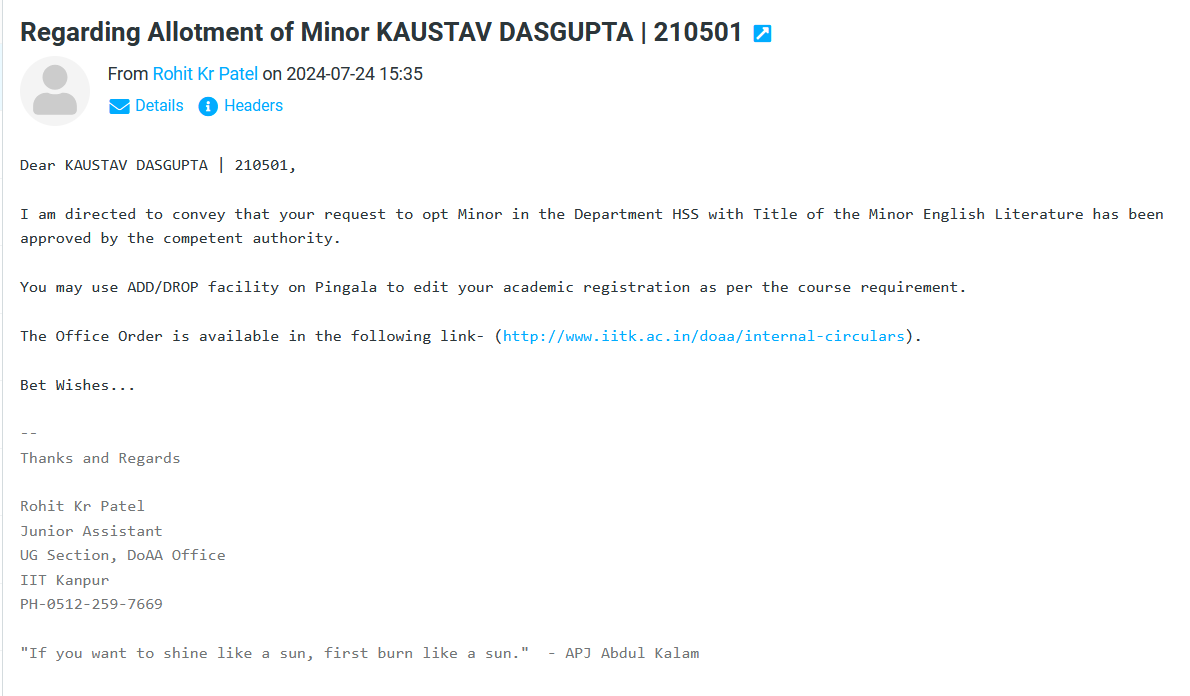 Regarding Allotment of Minor KAUSTAV DASGUPTA | 210501
From Rohit Kr Patel on 2024-07-24 15:35
Details Headers
Dear KAUSTAV DASGUPTA | 210501,
I am directed to convey that your request to opt Minor in the Department HSS with Title of the Minor English Literature has been
approved by the competent authority.
You may use ADD/DROP facility on Pingala to edit your academic registration as per the course requirement.
The Office Order is available in the following link- (http://www.iitk.ac.in/doaa/internal-circulars).
Bet Wishes...
--
Thanks and Regards
Rohit Kr Patel
Junior Assistant
UG Section, DoAA Office
IIT Kanpur
PH-0512-259-7669
"If you want to shine like a sun, first burn like a sun."  - APJ Abdul Kalam